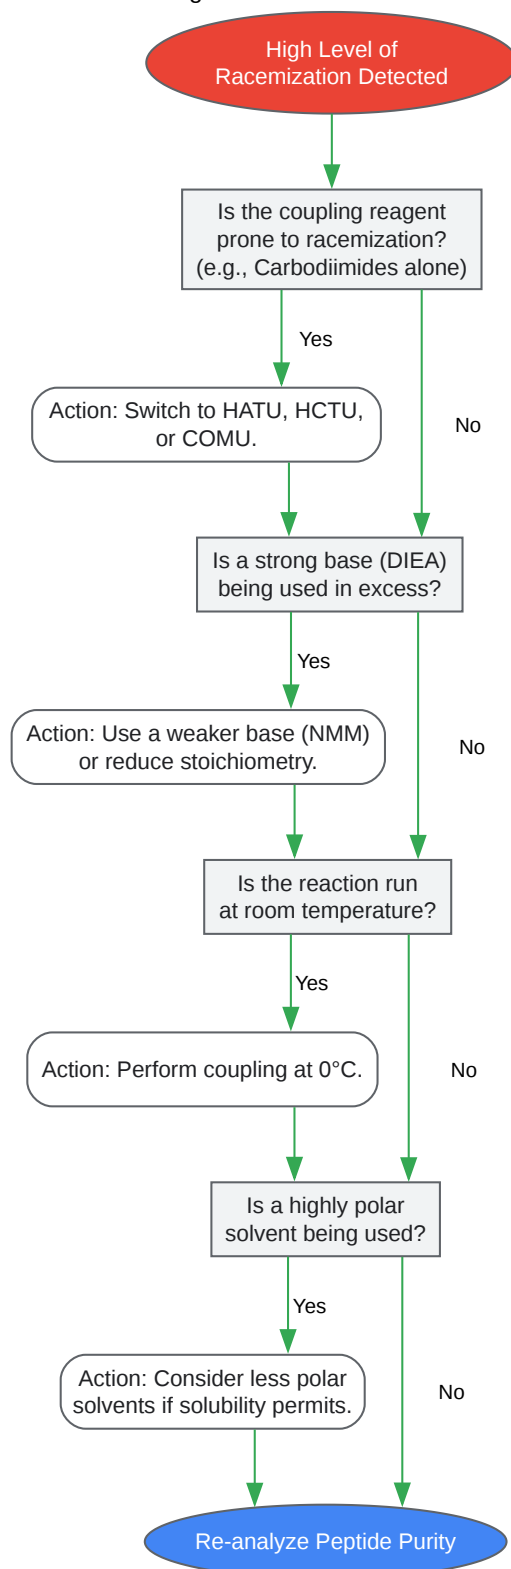 High Level of
Racemization Detected
Is the coupling reagent
prone to racemization?
(e.g., Carbodiimides alone)
Yes
Action: Switch to HATU, HCTU,
or COMU.
No
Is a strong base (DIEA)
being used in excess?
Yes
Action: Use a weaker base (NMM)
or reduce stoichiometry.
No
Is the reaction run
at room temperature?
Yes
Action: Perform coupling at 0°C.
No
Is a highly polar
solvent being used?
Yes
Action: Consider less polar
solvents if solubility permits.
No
Re-analyze Peptide Purity